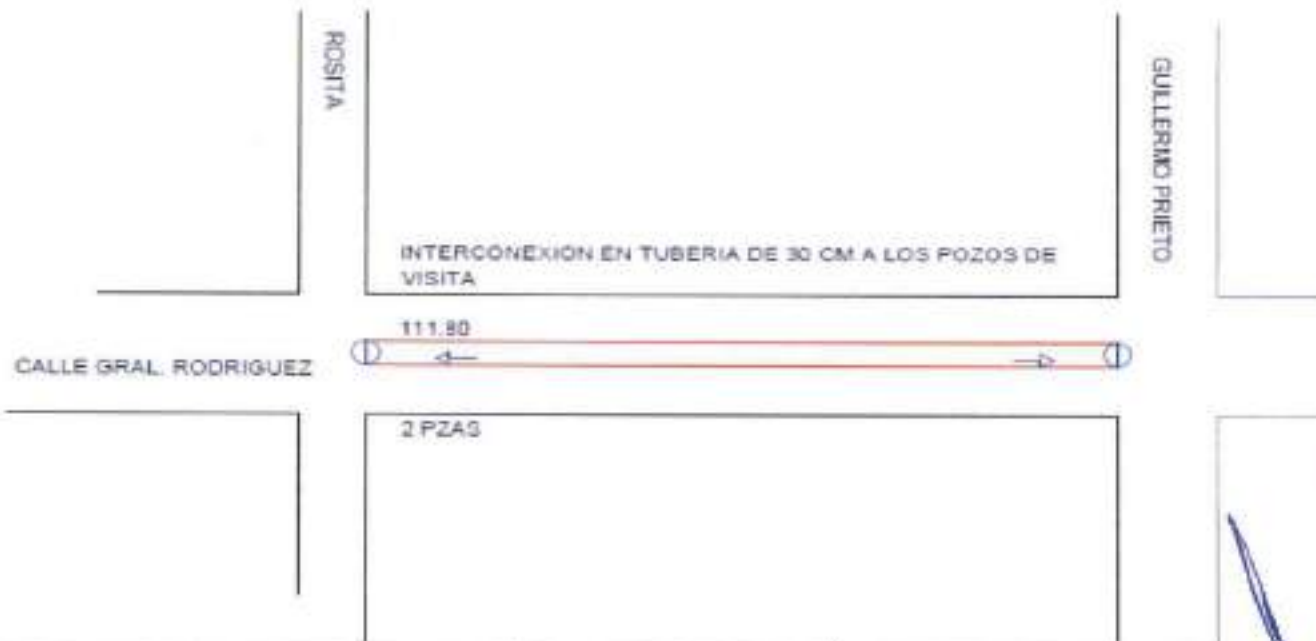 ROSITA
GUILLERMO PRIETO
INTERCONEXION EN TUBERIA DE 30 CM A LOS POZOS DE
VISITA
111.80
CALLE GRAL. RODRIGUEZ
2 PZAS